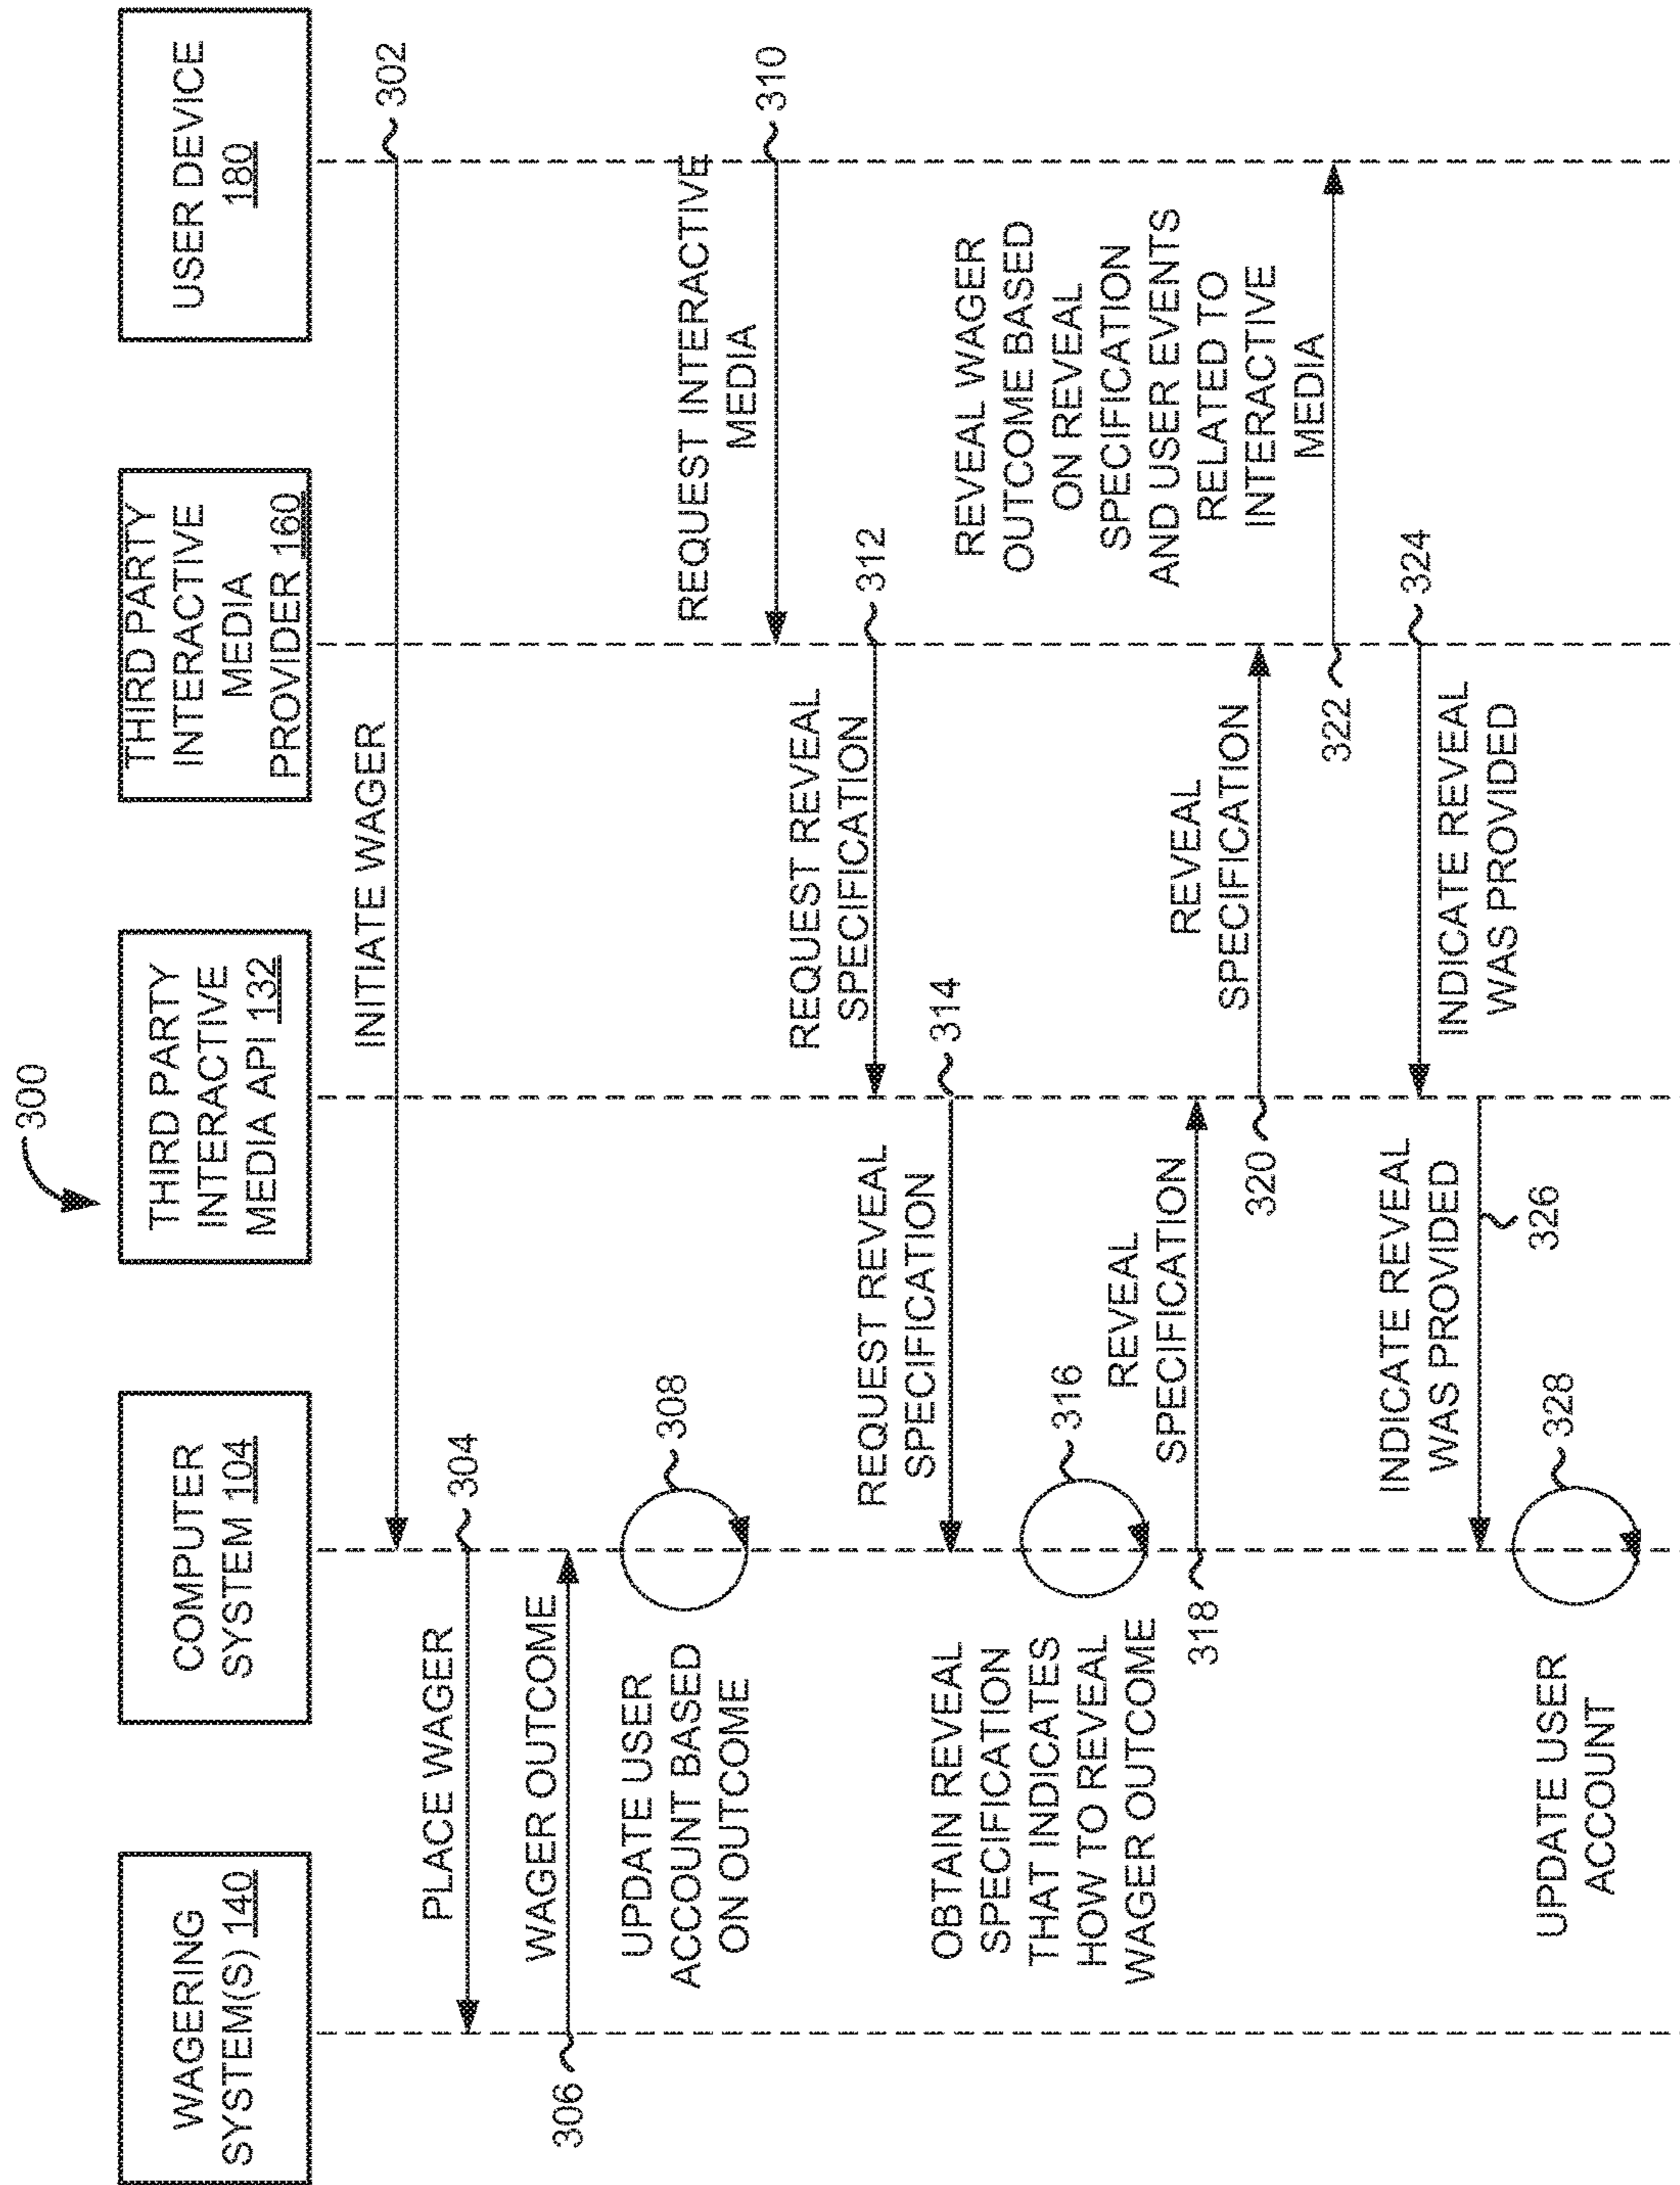 300
WAGERING
SYSTEM(S) 140
COMPUTER
SYSTEM 104
THIRD PARTY
INTERACTIVE
MEDIA API 132
THIRD PARTY
INTERACTIVE
MEDIA
PROVIDER 160
USER DEVICE
180
INITIATE WAGER
302
PLACE WAGER
304
WAGER OUTCOME
306
UPDATE USER
ACCOUNT BASED
ON OUTCOME
308
REQUEST INTERACTIVE
MEDIA
310
REQUEST REVEAL
SPECIFICATION
312
REQUEST REVEAL
SPECIFICATION
314
OBTAIN REVEAL
SPECIFICATION
THAT INDICATES
HOW TO REVEAL
WAGER OUTCOME
316
REVEAL
SPECIFICATION
318
REVEAL
SPECIFICATION
320
REVEAL WAGER
OUTCOME BASED
ON REVEAL
SPECIFICATION
AND USER EVENTS
RELATED TO
INTERACTIVE
MEDIA
322
INDICATE REVEAL
WAS PROVIDED
324
INDICATE REVEAL
WAS PROVIDED
326
UPDATE USER
ACCOUNT
328